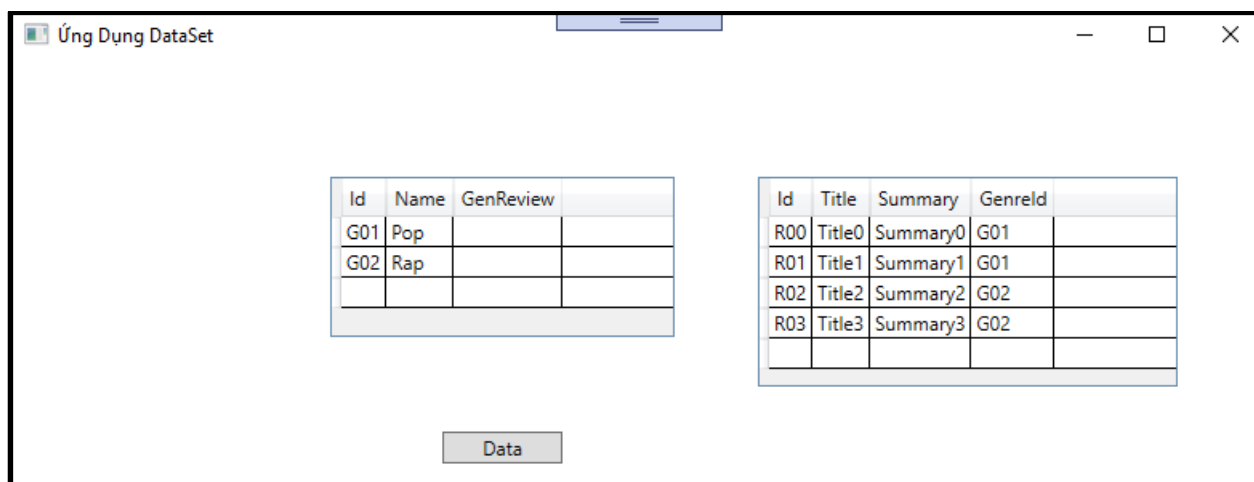 Ứng Dụng DataSet
Id Name GenReview
G01 Pop
G02 Rap
Id Title Summary GenreId
R00 Title0 Summary0 G01
R01 Title1 Summary1 G01
R02 Title2 Summary2 G02
R03 Title3 Summary3 G02
Data